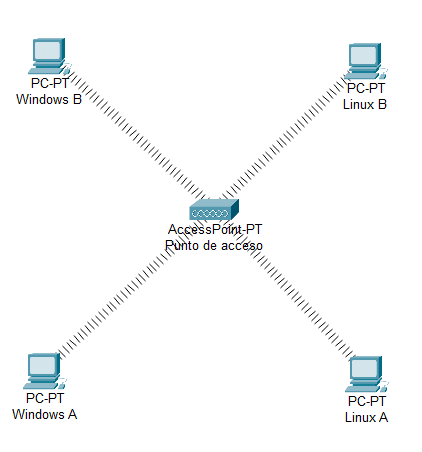 PC-PT
Windows B
PC-PT
Linux B
AccessPoint-PT
Punto de acceso
PC-PT
Windows A
PC-PT
Linux A